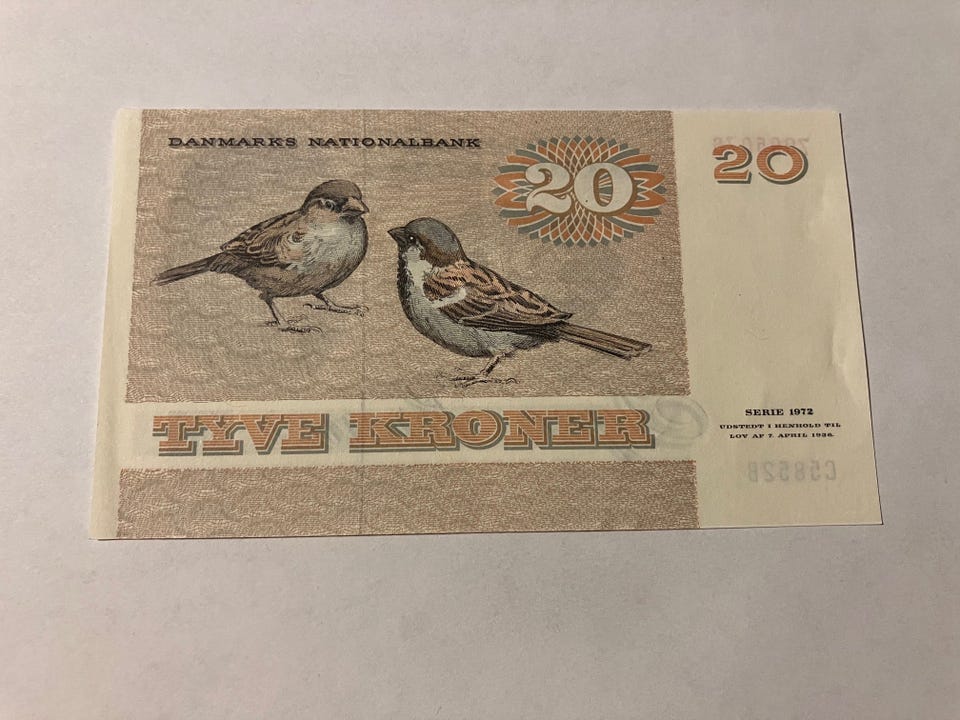 DANMARKS NATIONALBANK
20
20
TYVE KRONER
SERIE 1972
UDSTEDT I HENHOLD TIL
LOV AF 7. APRIL 1936.
C5852B